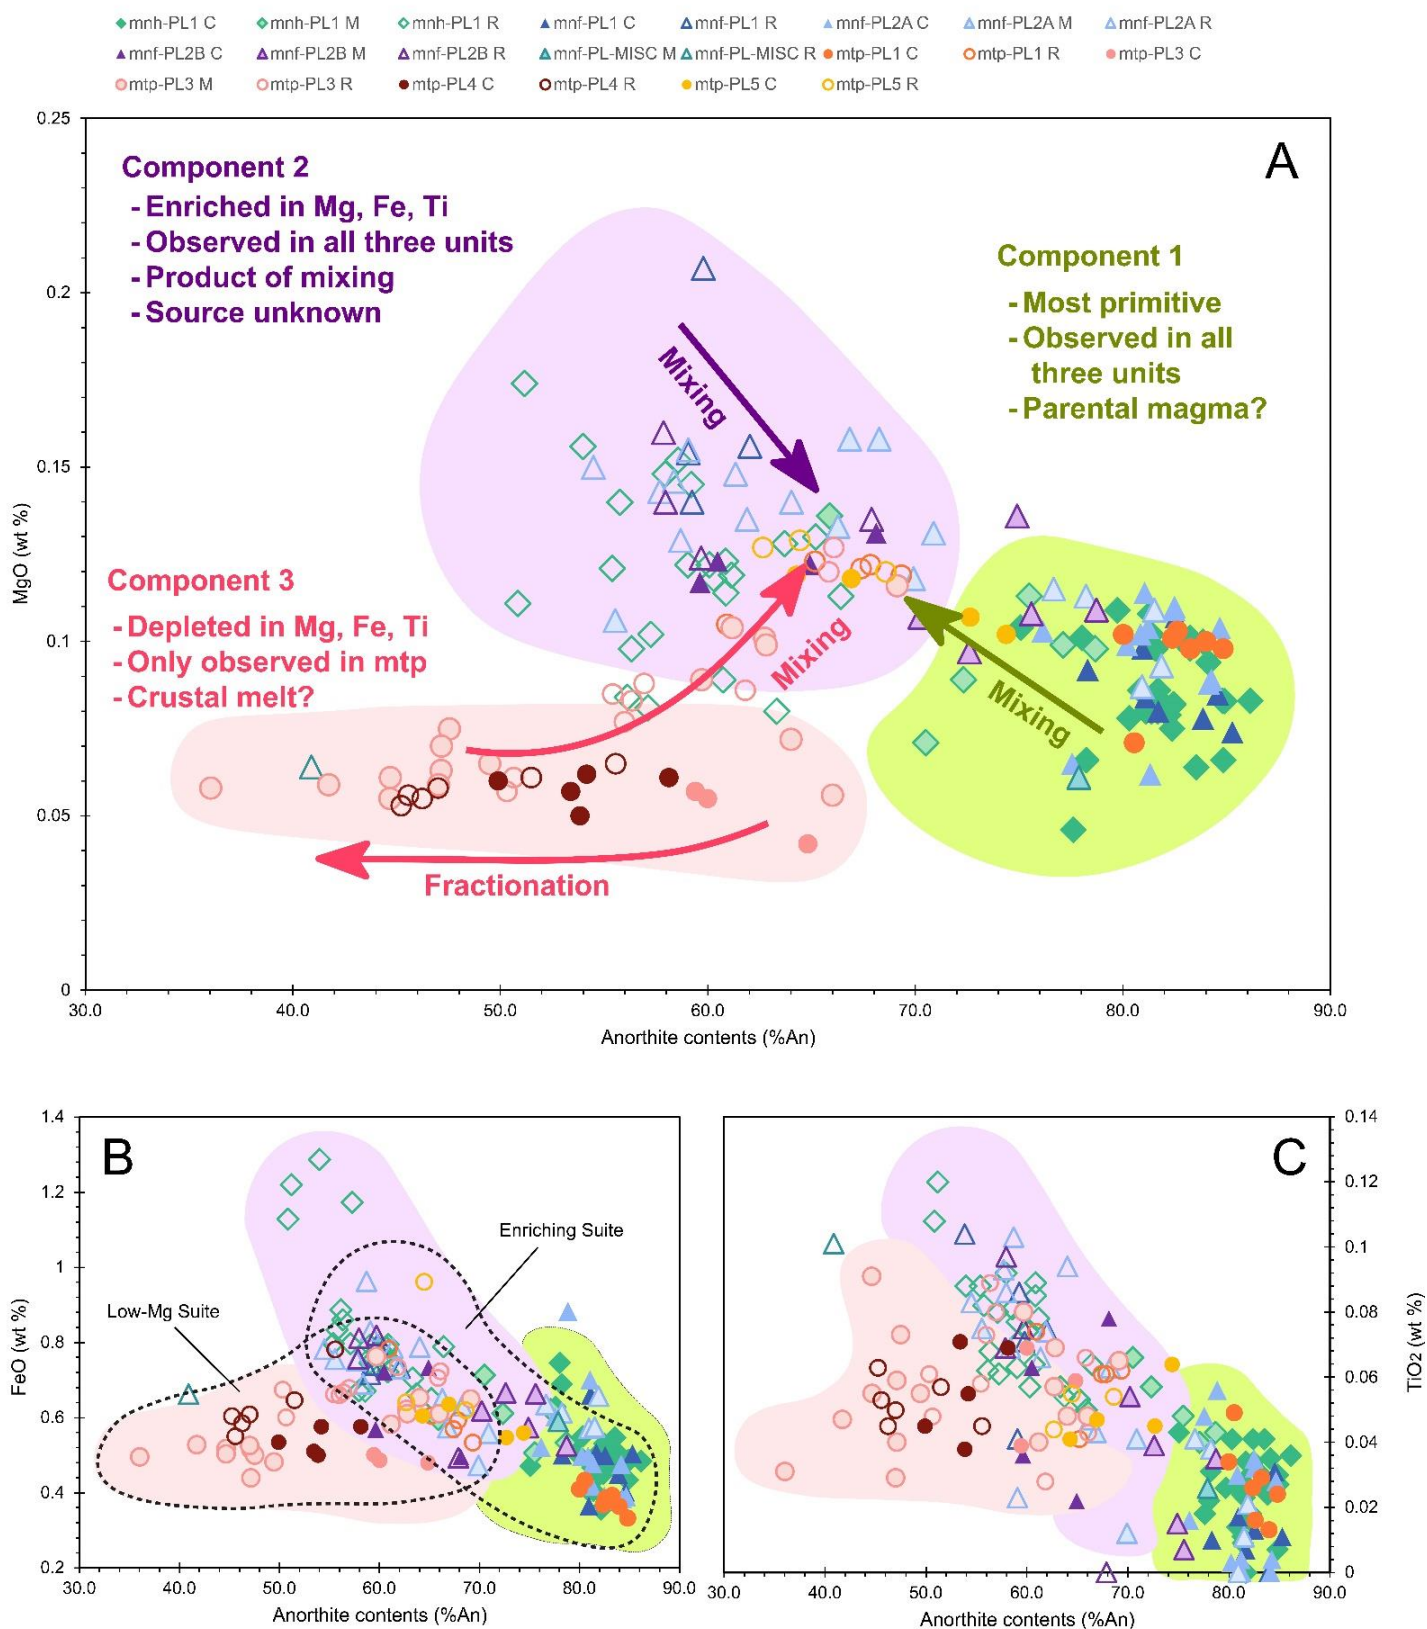 mnh-PL1 C mnh-PL1 M mnh-PL1 R mnf-PL1 C mnf-PL1 R mnf-PL2A C mnf-PL2A M mnf-PL2A R
mnf-PL2B C mnf-PL2B M mnf-PL2B R mnf-PL-MISC M mnf-PL-MISC R mtp-PL1 C mtp-PL1 R mtp-PL3 C
mtp-PL3 M mtp-PL3 R mtp-PL4 C mtp-PL4 R mtp-PL5 C mtp-PL5 R
A
Component 2
- Enriched in Mg, Fe, Ti
- Observed in all three units
- Product of mixing
- Source unknown
Component 1
- Most primitive
- Observed in all
three units
- Parental magma?
Component 3
- Depleted in Mg, Fe, Ti
- Only observed in mtp
- Crustal melt?
Mixing
Mixing
Mixing
Fractionation
MgO (wt %)
0.25
0.2
0.15
0.1
0.05
0
30.0 40.0 50.0 60.0 70.0 80.0 90.0
Anorthite contents (%An)
B
Enriching Suite
Low-Mg Suite
FeO (wt %)
1.4
1.2
1
0.8
0.6
0.4
0.2
30.0 40.0 50.0 60.0 70.0 80.0 90.0
Anorthite contents (%An)
C
0.14
0.12
0.1
0.08
0.06
0.04
0.02
0
TiO2 (wt %)
30.0 40.0 50.0 60.0 70.0 80.0 90.0
Anorthite contents (%An)